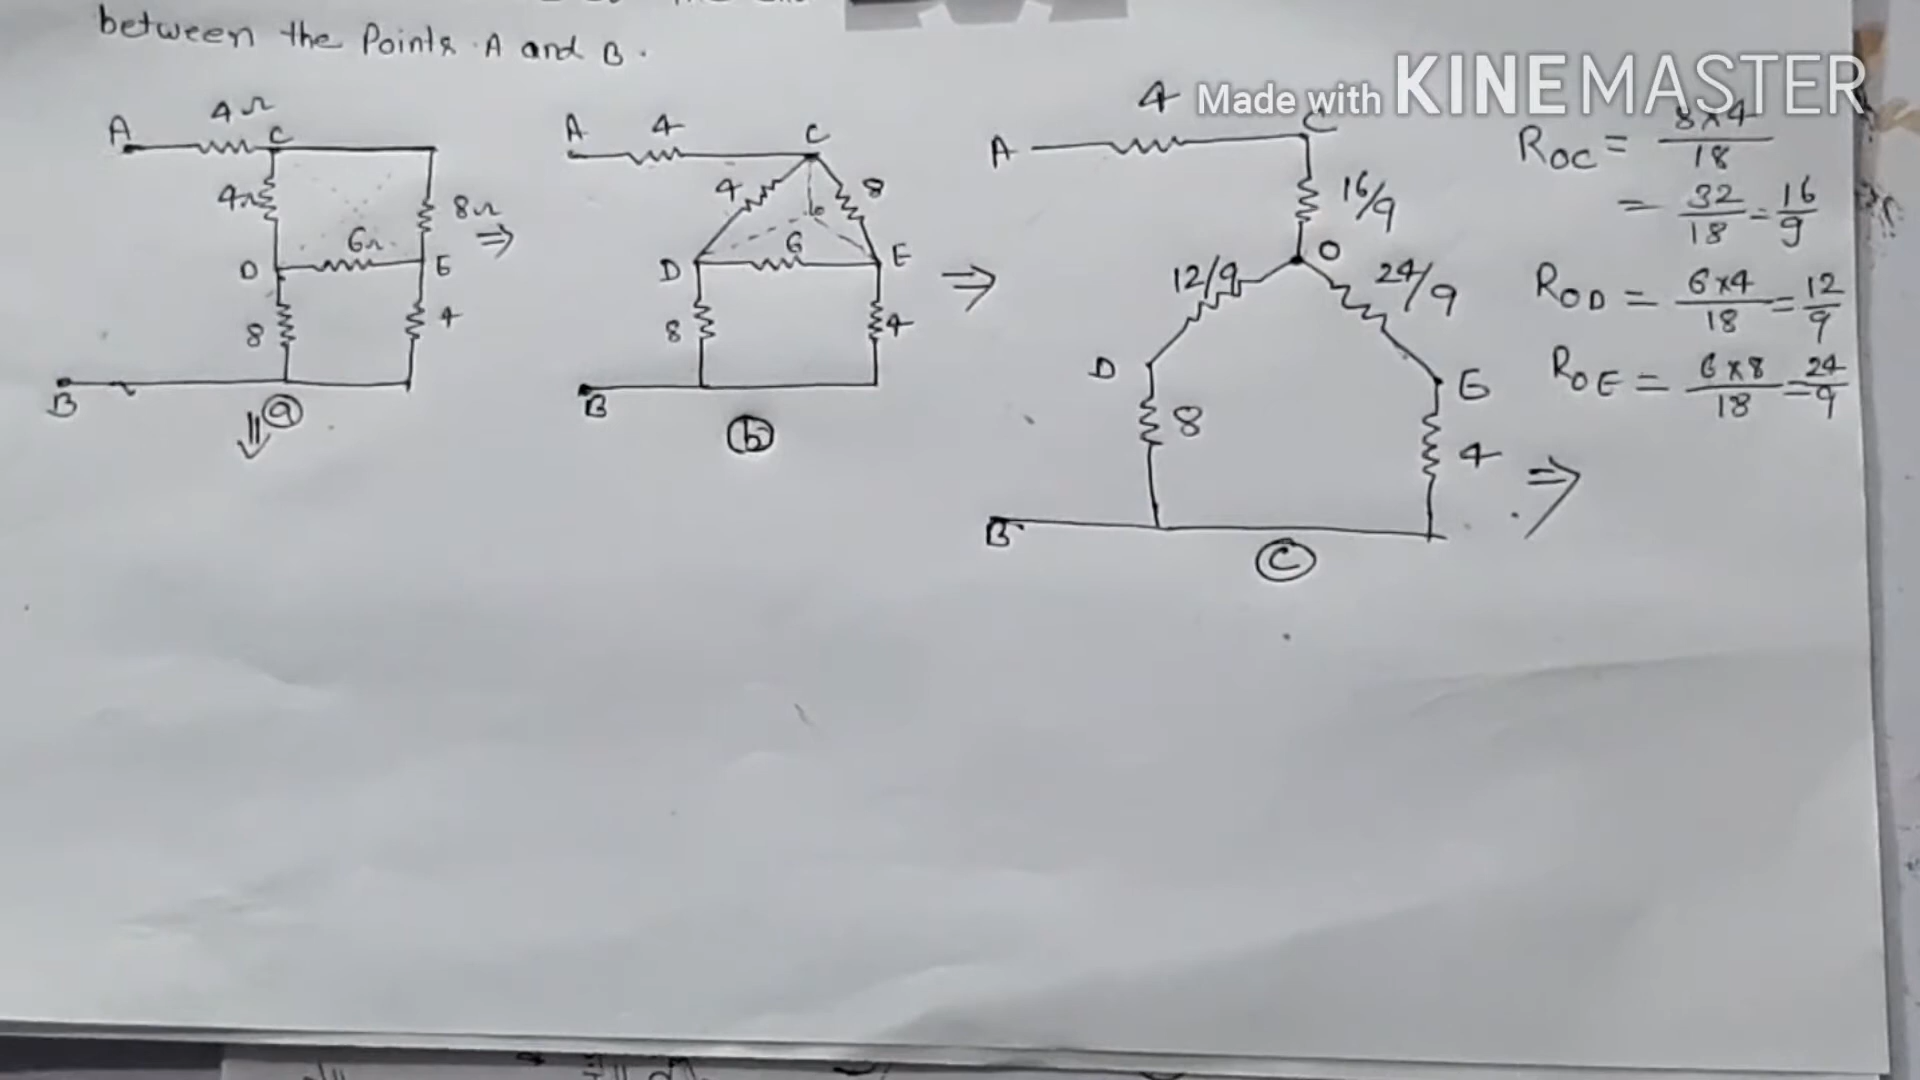 between the Points A and B.
Made with KINEMASTER
A 4Ω C
4Ω
8Ω
6Ω
D E
8 4
B
⇒
ⓐ
⇓
A 4 C
4 8
6
D E
8 4
B
ⓑ
⇒
A 4 C
16/9
O
12/9 24/9
D E
8 4
B
ⓒ
⇒
ROC = 8×4/18
= 32/18 = 16/9
ROD = 6×4/18 = 12/9
ROE = 6×8/18 = 24/9